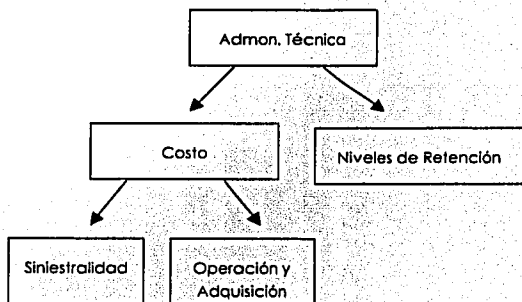 Admon. Técnica
Costo
Niveles de Retención
Siniestralidad
Operación y
Adquisición